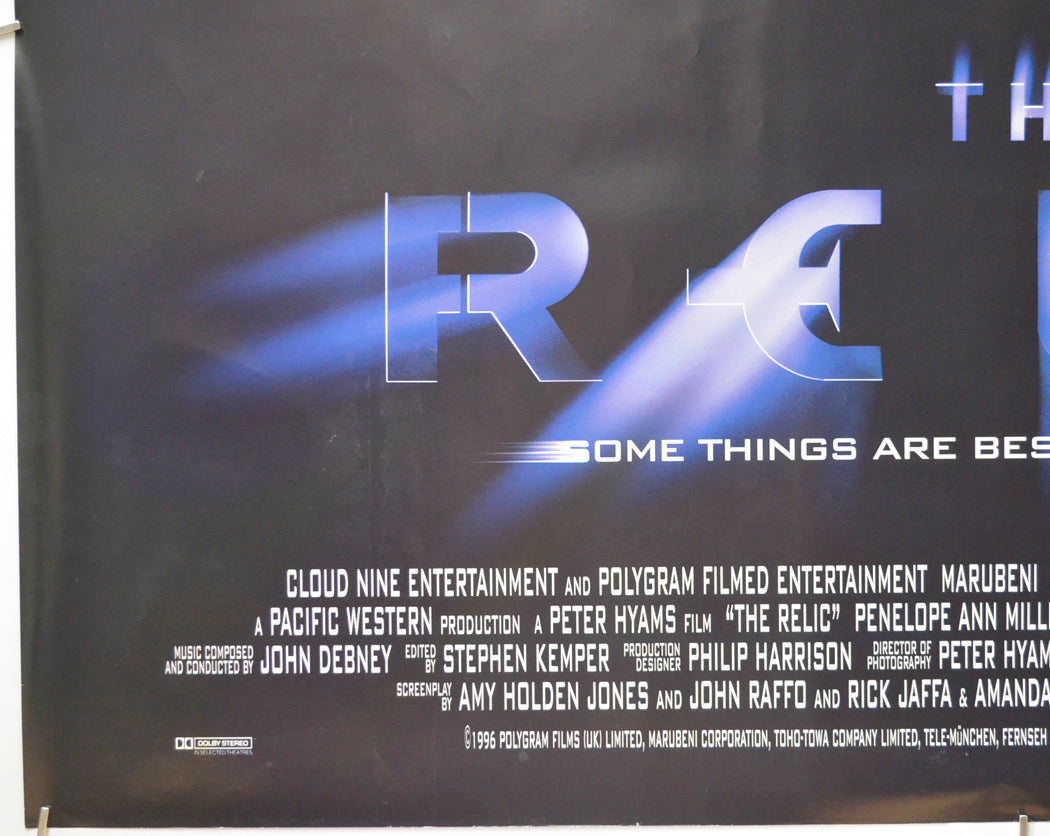 TH
RE
SOME THINGS ARE BES
CLOUD NINE ENTERTAINMENT AND POLYGRAM FILMED ENTERTAINMENT MARUBENI
A PACIFIC WESTERN PRODUCTION A PETER HYAMS FILM “THE RELIC” PENELOPE ANN MILL
MUSIC COMPOSED AND CONDUCTED BY JOHN DEBNEY EDITED BY STEPHEN KEMPER PRODUCTION DESIGNER PHILIP HARRISON DIRECTOR OF PHOTOGRAPHY PETER HYAM
SCREENPLAY BY AMY HOLDEN JONES AND JOHN RAFFO AND RICK JAFFA & AMANDA
©1996 POLYGRAM FILMS (UK) LIMITED, MARUBENI CORPORATION, TOHO-TOWA COMPANY LIMITED, TELE-MÜNCHEN, FERNSEH
DOLBY STEREO
IN SELECTED THEATRES